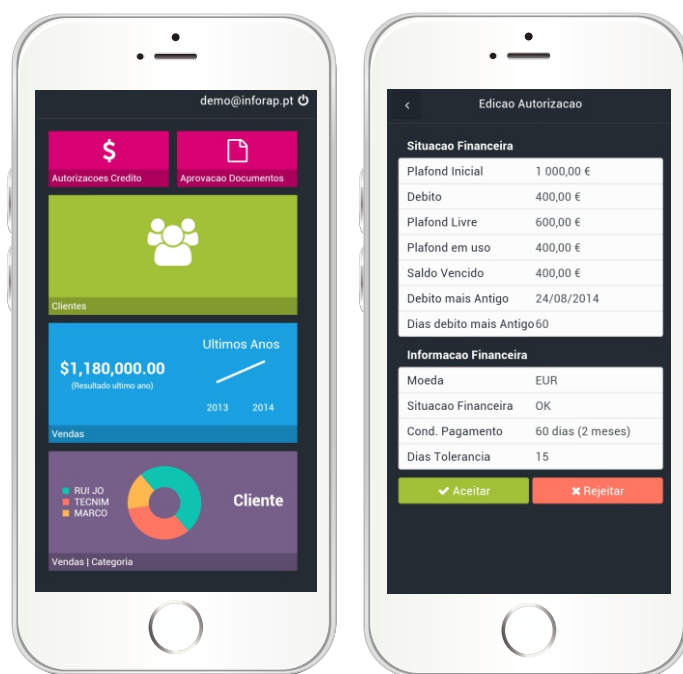 demo@inforap.pt
$
Autorizacoes Credito
Aprovacao Documentos
Clientes
Ultimos Anos
$1,180,000.00
(Resultado ultimo ano)
2013 2014
Vendas
RUI JO
TECNIM
MARCO
Cliente
Vendas | Categoria
Edicao Autorizacao
Situacao Financeira
Plafond Inicial 1 000,00 €
Debito 400,00 €
Plafond Livre 600,00 €
Plafond em uso 400,00 €
Saldo Vencido 400,00 €
Debito mais Antigo 24/08/2014
Dias debito mais Antigo 60
Informacao Financeira
Moeda EUR
Situacao Financeira OK
Cond. Pagamento 60 dias (2 meses)
Dias Tolerancia 15
Aceitar Rejeitar